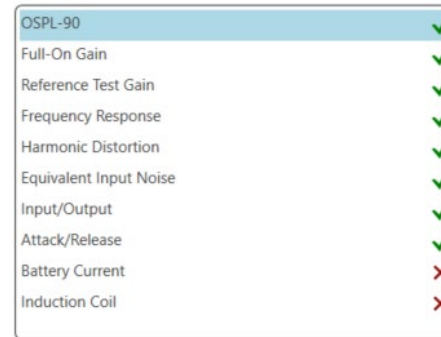 OSPL-90
Full-On Gain
Reference Test Gain
Frequency Response
Harmonic Distortion
Equivalent Input Noise
Input/Output
Attack/Release
Battery Current
Induction Coil